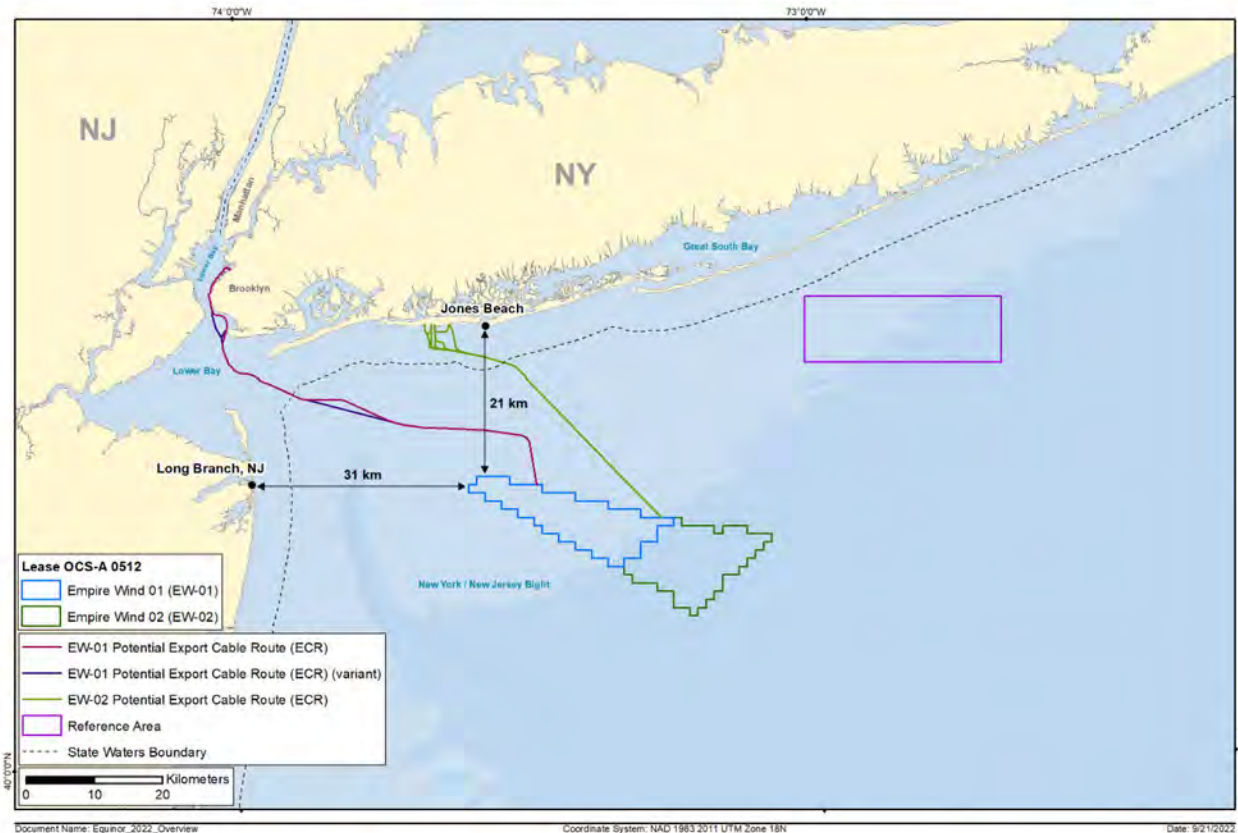 74°0'0"W
73°0'0"W
NJ
Manhattan
NY
Lower Bay
Great South Bay
Brooklyn
Jones Beach
Lower Bay
21 km
Long Branch, NJ
31 km
New York / New Jersey Bight
Lease OCS-A 0512
Empire Wind 01 (EW-01)
Empire Wind 02 (EW-02)
EW-01 Potential Export Cable Route (ECR)
EW-01 Potential Export Cable Route (ECR) (variant)
EW-02 Potential Export Cable Route (ECR)
Reference Area
State Waters Boundary
40°0'0"N
Kilometers
0 10 20
Document Name: Equinor_2022_Overview
Coordinate System: NAD 1983 2011 UTM Zone 18N
Date: 9/21/2022